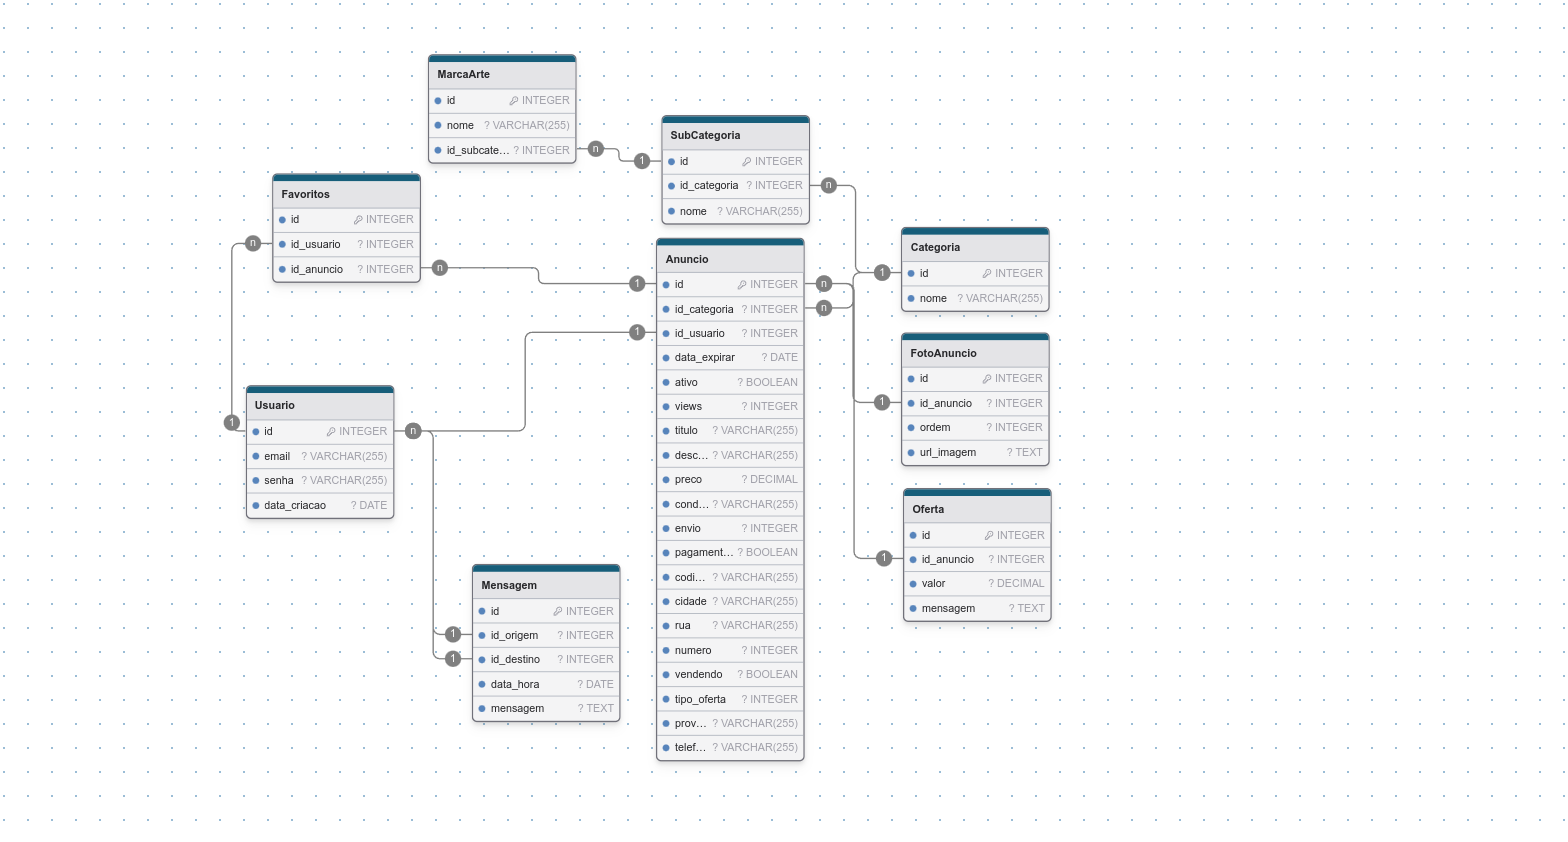 MarcaArte
id INTEGER
nome ? VARCHAR(255)
id_subcate... ? INTEGER
n
1
SubCategoria
id INTEGER
id_categoria ? INTEGER
n
nome ? VARCHAR(255)
Favoritos
id INTEGER
n
id_usuario ? INTEGER
id_anuncio ? INTEGER
n
1
Categoria
1
id INTEGER
nome ? VARCHAR(255)
Anuncio
id INTEGER
n
id_categoria ? INTEGER
n
1
id_usuario ? INTEGER
data_expirar ? DATE
ativo ? BOOLEAN
views ? INTEGER
titulo ? VARCHAR(255)
desc... ? VARCHAR(255)
preco ? DECIMAL
cond... ? VARCHAR(255)
envio ? INTEGER
pagament... ? BOOLEAN
codi... ? VARCHAR(255)
cidade ? VARCHAR(255)
rua ? VARCHAR(255)
numero ? INTEGER
vendendo ? BOOLEAN
tipo_oferta ? INTEGER
prov... ? VARCHAR(255)
telef... ? VARCHAR(255)
FotoAnuncio
id INTEGER
1
id_anuncio ? INTEGER
ordem ? INTEGER
url_imagem ? TEXT
Usuario
1
id INTEGER
n
email ? VARCHAR(255)
senha ? VARCHAR(255)
data_criacao ? DATE
Oferta
id INTEGER
1
id_anuncio ? INTEGER
valor ? DECIMAL
mensagem ? TEXT
Mensagem
id INTEGER
1
id_origem ? INTEGER
1
id_destino ? INTEGER
data_hora ? DATE
mensagem ? TEXT